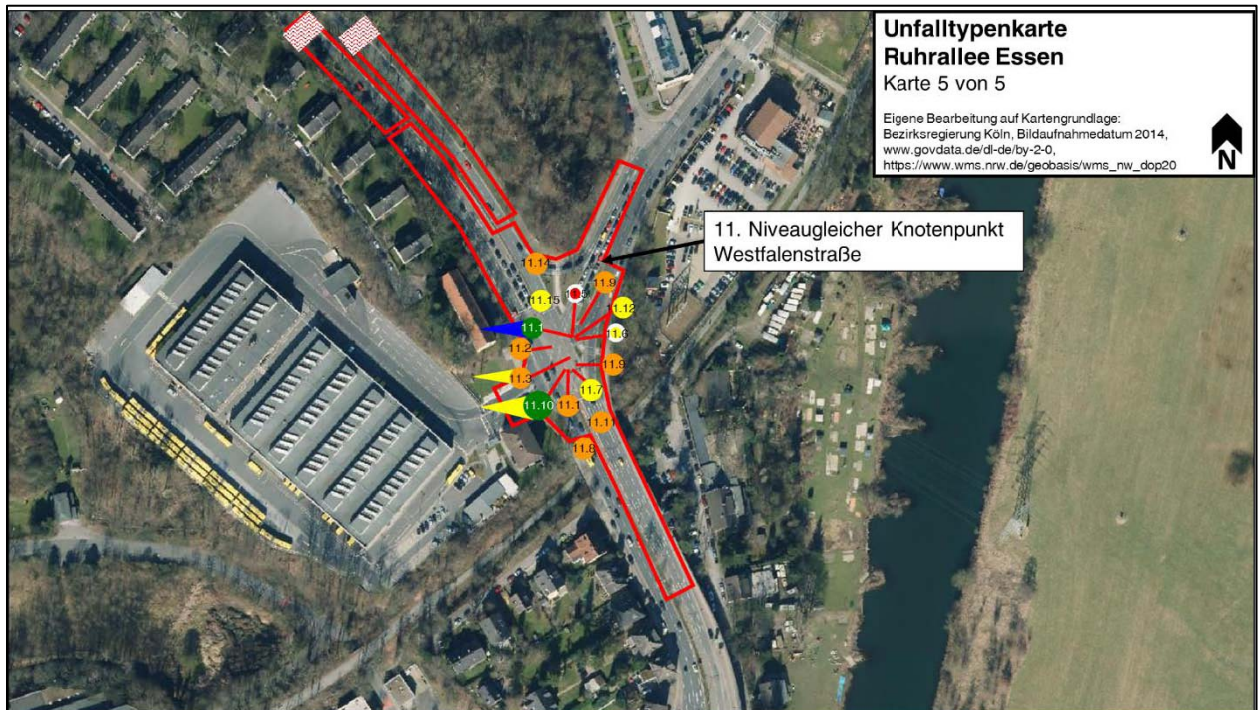 Unfalltypenkarte
Ruhrallee Essen
Karte 5 von 5
Eigene Bearbeitung auf Kartengrundlage:
Bezirksregierung Köln, Bildaufnahmedatum 2014,
www.govdata.de/dl-de/by-2-0,
https://www.wms.nrw.de/geobasis/wms_nw_dop20
N
11. Niveaugleicher Knotenpunkt
Westfalenstraße
11.14
11.9
11.15
11.5
11.12
11.1
11.6
11.2
11.9
11.3
11.7
11.10
11.1
11.11
11.8